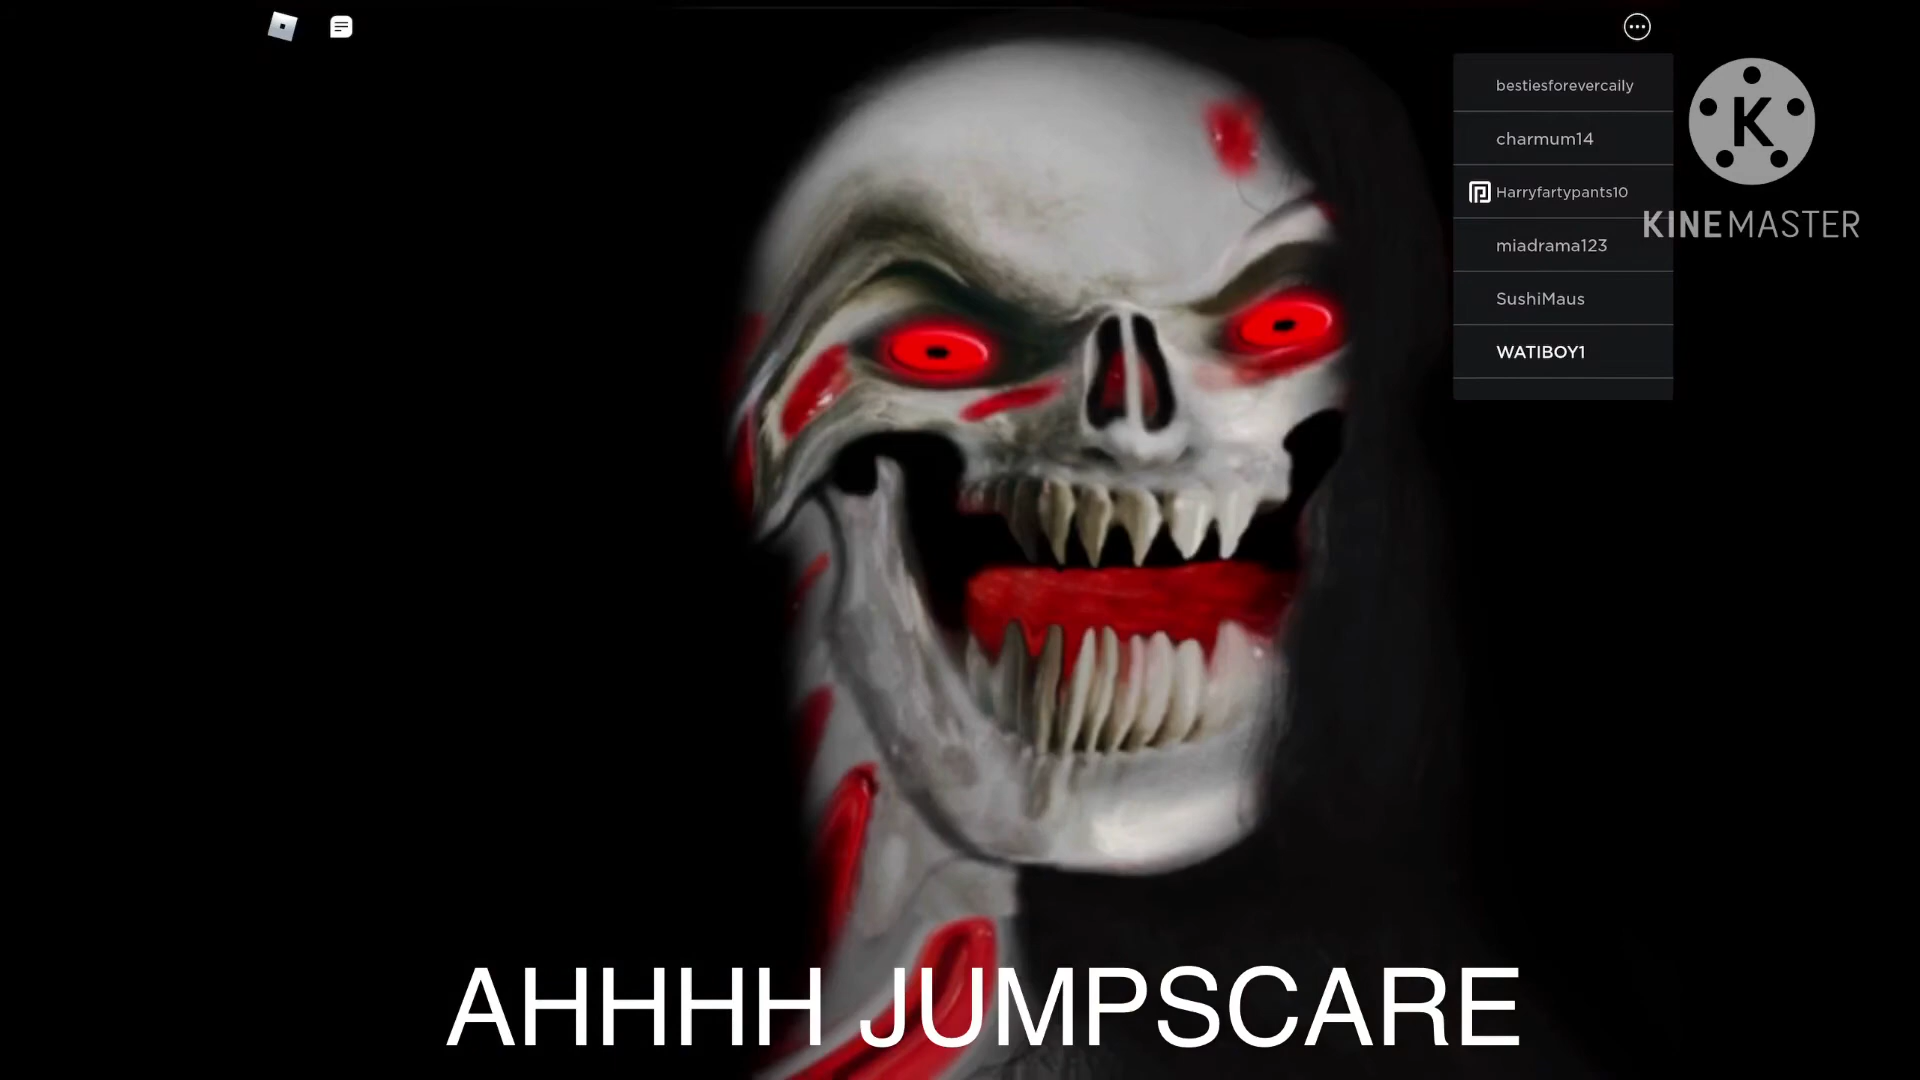 bestiesforevercaily
charmum14
Harryfartypants10
miadrama123
SushiMaus
WATIBOY1
K
KINEMASTER
AHHHH JUMPSCARE